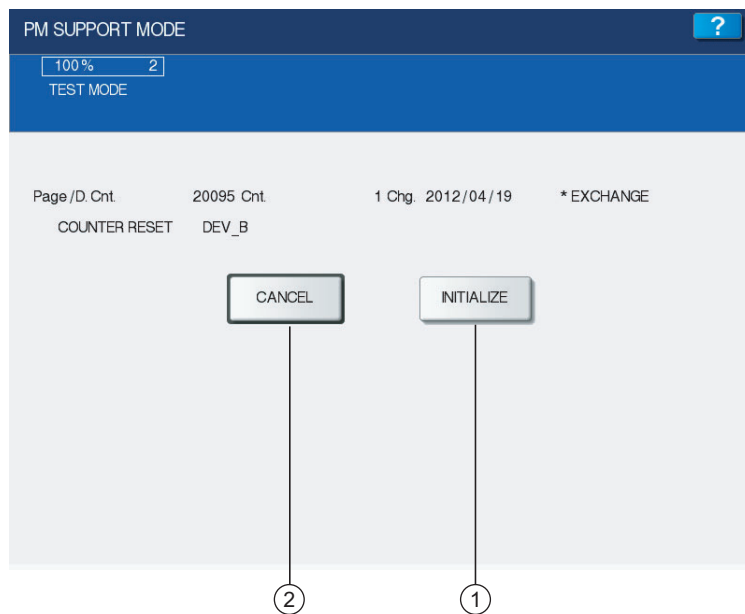 PM SUPPORT MODE ?
100% 2
TEST MODE
Page/D. Cnt. 20095 Cnt. 1 Chg. 2012/04/19 * EXCHANGE
COUNTER RESET DEV_B
CANCEL INITIALIZE
2 1